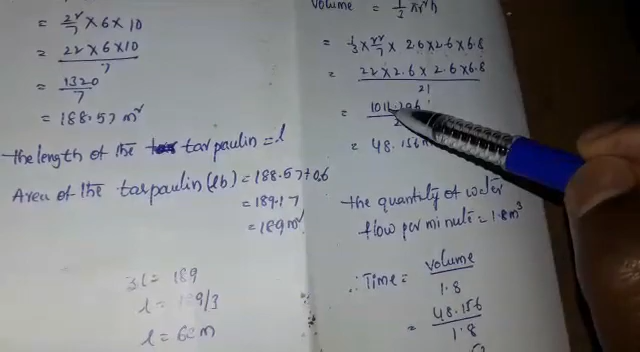 = 22/7 × 6 × 10
= 22 × 6 × 10 / 7
= 1320 / 7
= 188.57 m²
The length of the tarpaulin = l
Area of the tarpaulin (lb) = 188.57 + 0.6
= 189.17
= 189 m²
3l = 189
l = 189/3
l = 62 m
Volume = 1/3 πr²h
= 1/3 × 22/7 × 2.6 × 2.6 × 6.8
= 22 × 2.6 × 2.6 × 6.8 / 21
=
= 48.156
The quantity of water
flow per minute = 1.8 m³
∴ Time = volume / 1.8
= 48.156 / 1.8